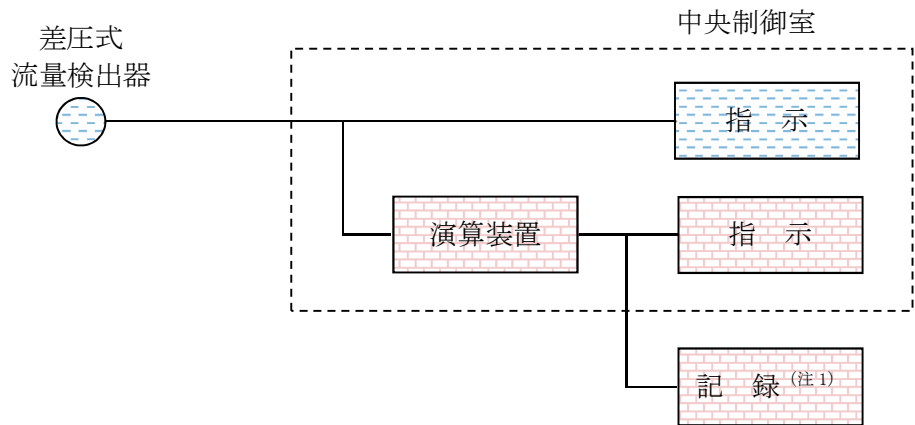 中央制御室
差圧式
流量検出器
指 示
演算装置
指 示
記 録 (注 1)